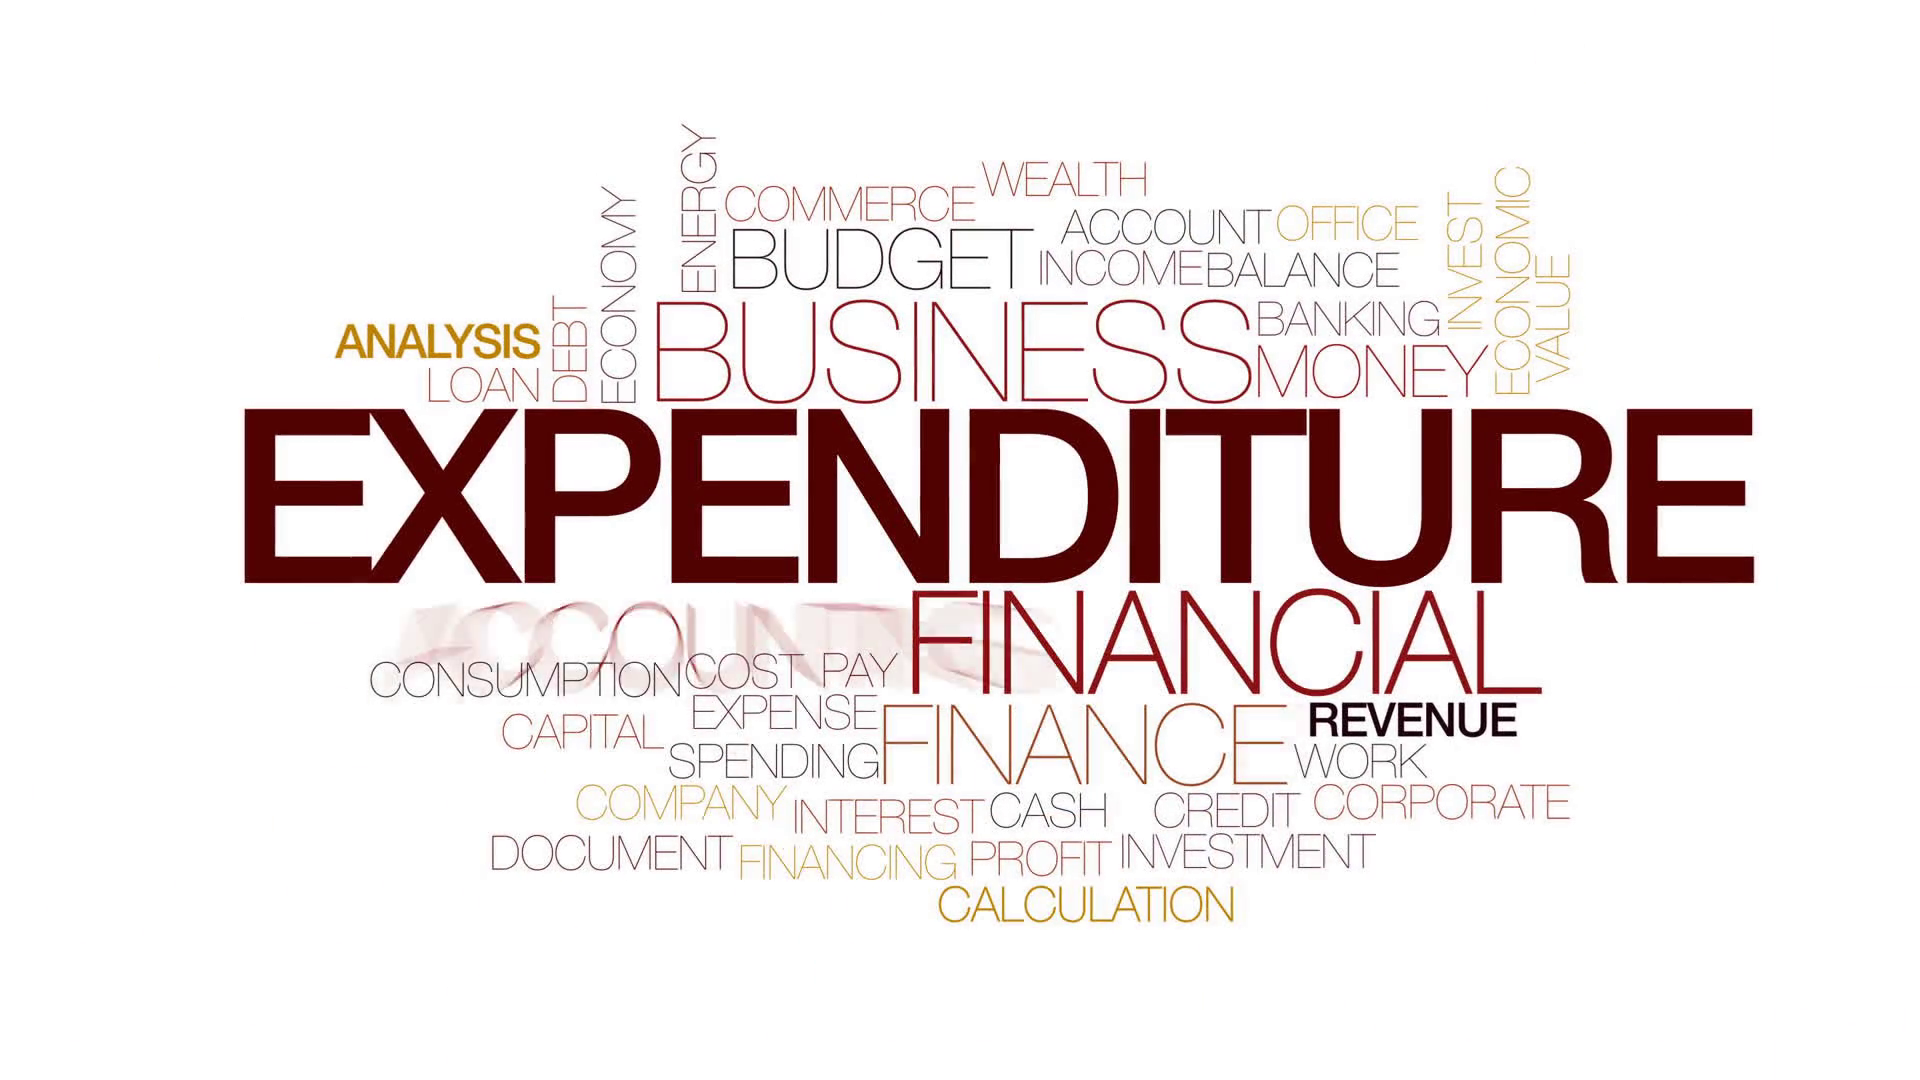 ENERGY
WEALTH
COMMERCE
ECONOMY
ACCOUNT OFFICE
INVEST
ECONOMIC
BUDGET
INCOME BALANCE
VALUE
DEBT
ANALYSIS
BUSINESS
BANKING
LOAN
MONEY
EXPENDITURE
ACCOUNTING
FINANCIAL
CONSUMPTION COST PAY
CAPITAL
EXPENSE
FINANCE
REVENUE
SPENDING
WORK
COMPANY
INTEREST CASH CREDIT CORPORATE
DOCUMENT FINANCING PROFIT INVESTMENT
CALCULATION